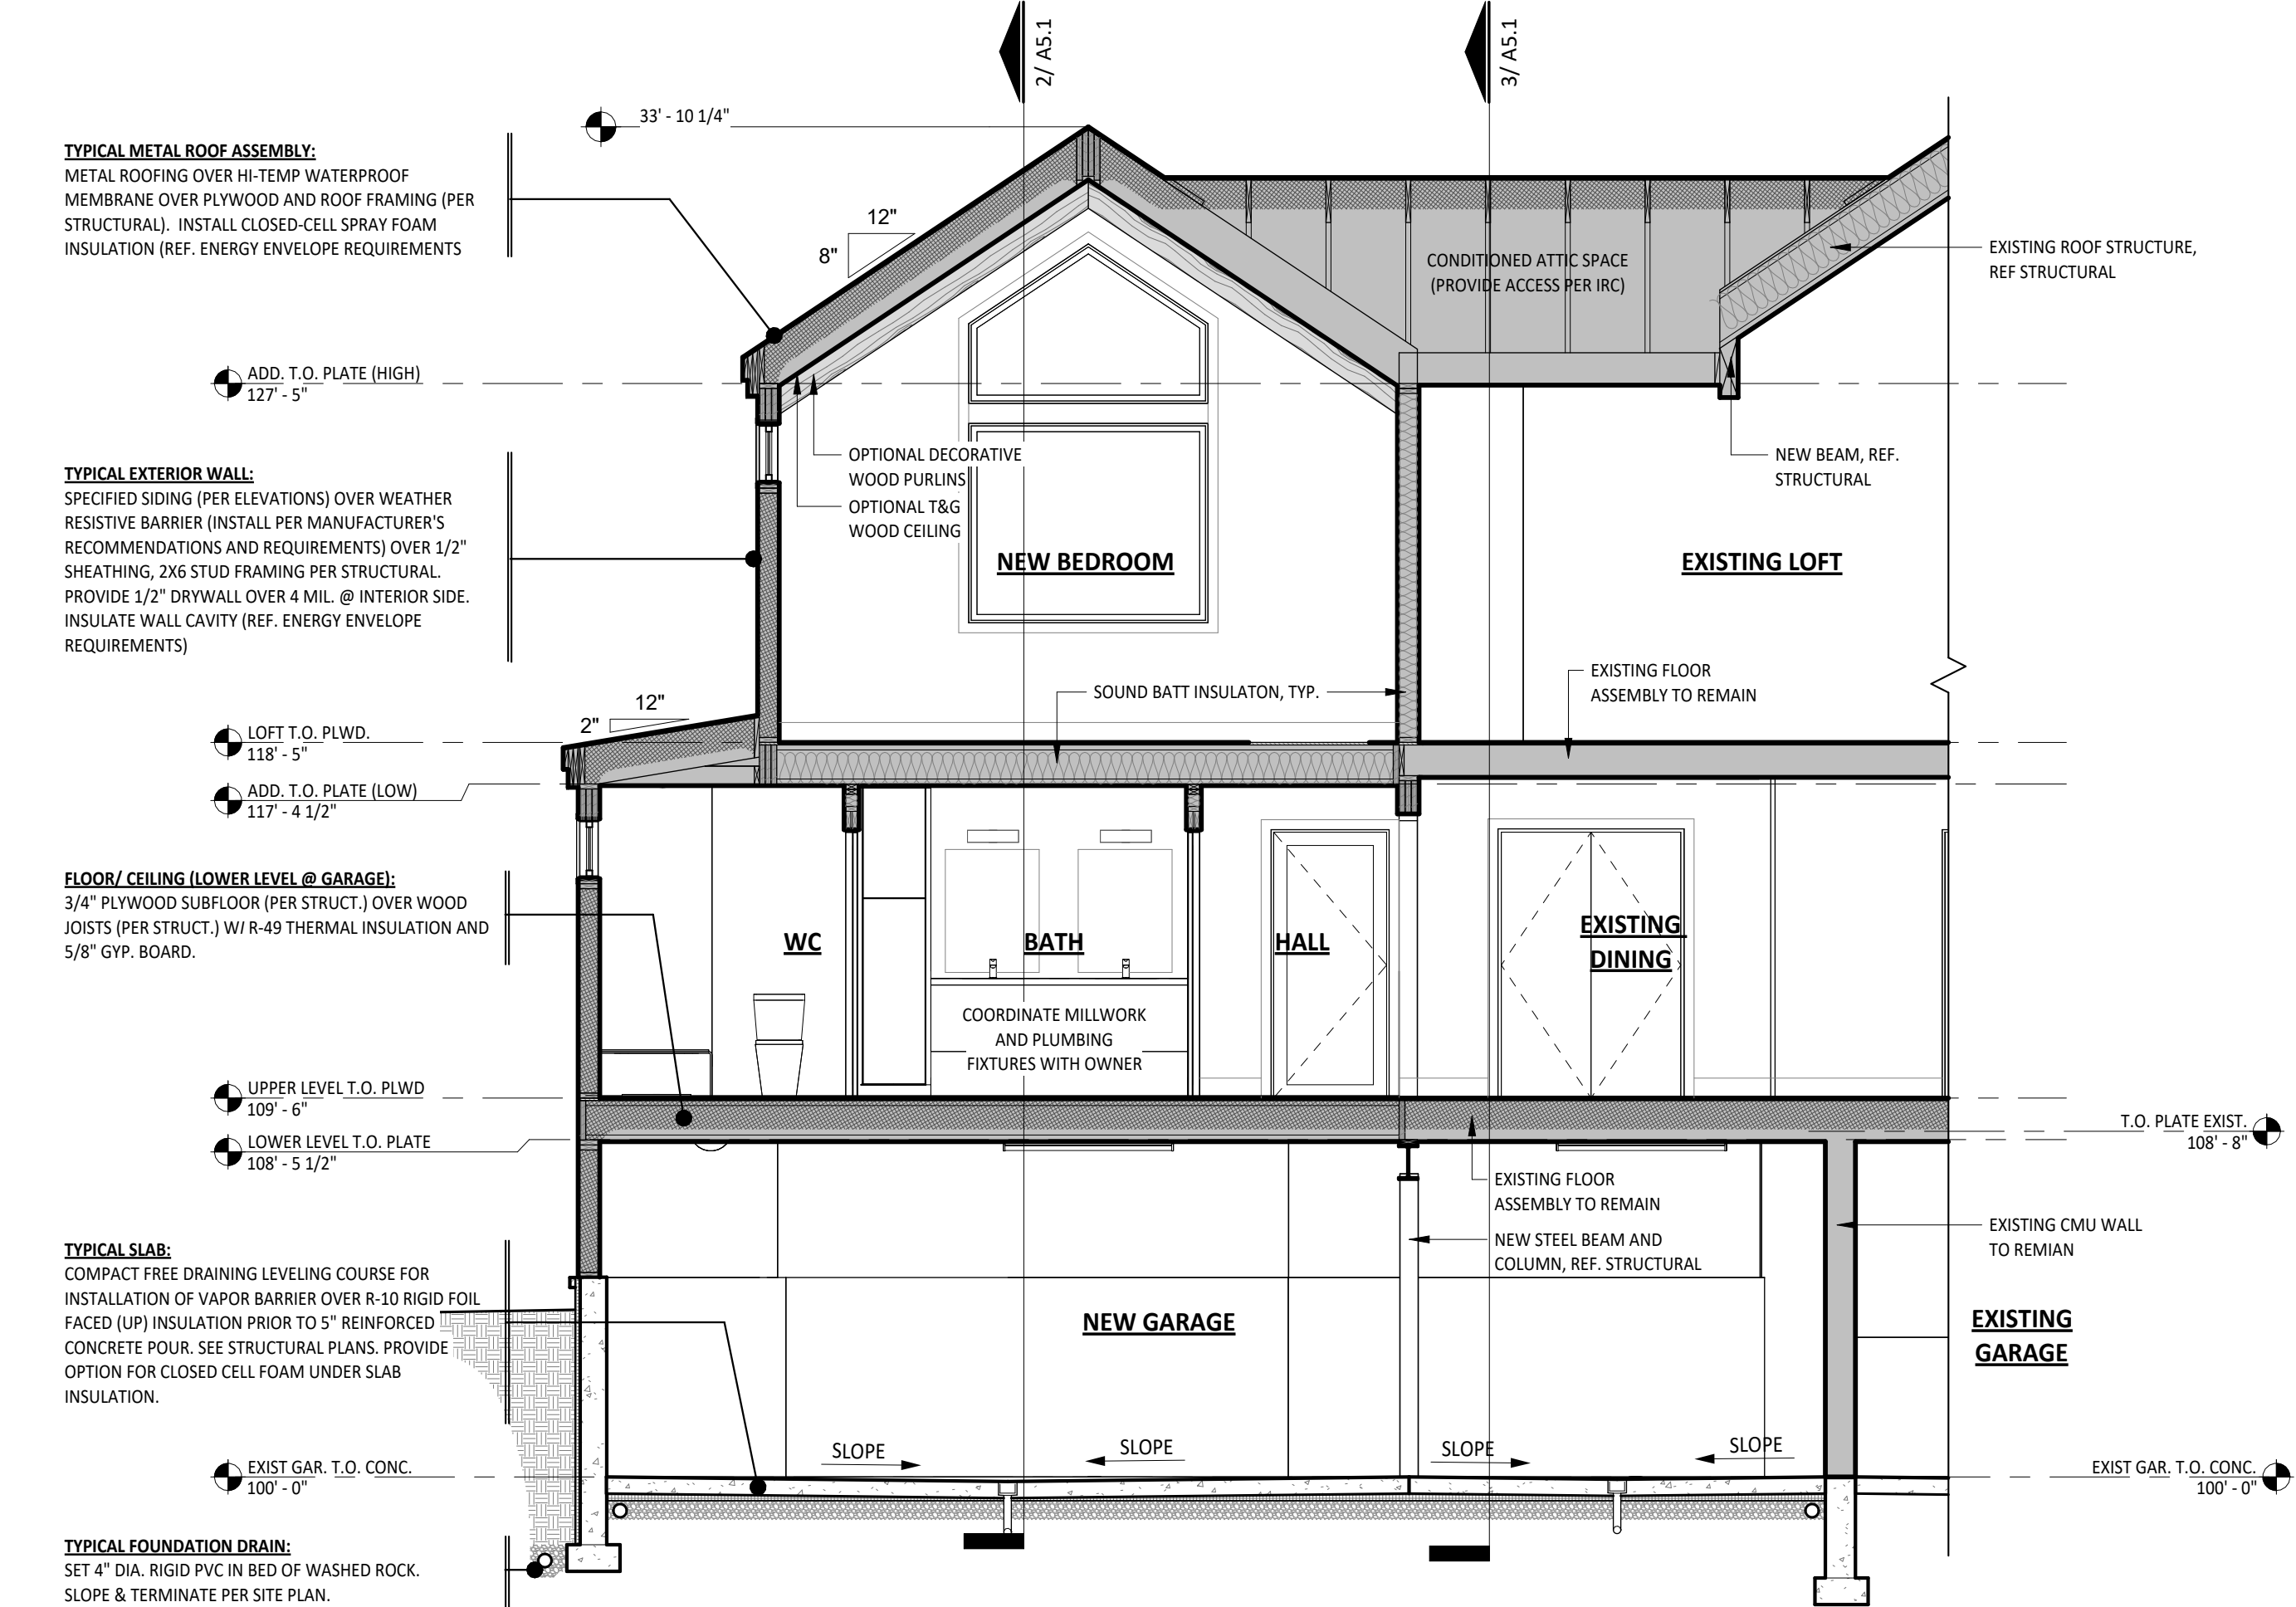 2/ A5.1
3/ A5.1
33' - 10 1/4"
TYPICAL METAL ROOF ASSEMBLY:
METAL ROOFING OVER HI-TEMP WATERPROOF
MEMBRANE OVER PLYWOOD AND ROOF FRAMING (PER
STRUCTURAL). INSTALL CLOSED-CELL SPRAY FOAM
INSULATION (REF. ENERGY ENVELOPE REQUIREMENTS
12"
8"
CONDITIONED ATTIC SPACE
(PROVIDE ACCESS PER IRC)
EXISTING ROOF STRUCTURE,
REF STRUCTURAL
ADD. T.O. PLATE (HIGH)
127' - 5"
OPTIONAL DECORATIVE
WOOD PURLINS
OPTIONAL T&G
WOOD CEILING
NEW BEAM, REF.
STRUCTURAL
TYPICAL EXTERIOR WALL:
SPECIFIED SIDING (PER ELEVATIONS) OVER WEATHER
RESISTIVE BARRIER (INSTALL PER MANUFACTURER'S
RECOMMENDATIONS AND REQUIREMENTS) OVER 1/2"
SHEATHING, 2X6 STUD FRAMING PER STRUCTURAL.
PROVIDE 1/2" DRYWALL OVER 4 MIL. @ INTERIOR SIDE.
INSULATE WALL CAVITY (REF. ENERGY ENVELOPE
REQUIREMENTS)
NEW BEDROOM
EXISTING LOFT
SOUND BATT INSULATON, TYP.
EXISTING FLOOR
ASSEMBLY TO REMAIN
12"
2"
LOFT T.O. PLWD.
118' - 5"
ADD. T.O. PLATE (LOW)
117' - 4 1/2"
FLOOR/ CEILING (LOWER LEVEL @ GARAGE):
3/4" PLYWOOD SUBFLOOR (PER STRUCT.) OVER WOOD
JOISTS (PER STRUCT.) W/ R-49 THERMAL INSULATION AND
5/8" GYP. BOARD.
WC
BATH
HALL
EXISTING
DINING
COORDINATE MILLWORK
AND PLUMBING
FIXTURES WITH OWNER
UPPER LEVEL T.O. PLWD
109' - 6"
LOWER LEVEL T.O. PLATE
108' - 5 1/2"
T.O. PLATE EXIST.
108' - 8"
EXISTING FLOOR
ASSEMBLY TO REMAIN
NEW STEEL BEAM AND
COLUMN, REF. STRUCTURAL
EXISTING CMU WALL
TO REMIAN
TYPICAL SLAB:
COMPACT FREE DRAINING LEVELING COURSE FOR
INSTALLATION OF VAPOR BARRIER OVER R-10 RIGID FOIL
FACED (UP) INSULATION PRIOR TO 5" REINFORCED
CONCRETE POUR. SEE STRUCTURAL PLANS. PROVIDE
OPTION FOR CLOSED CELL FOAM UNDER SLAB
INSULATION.
NEW GARAGE
EXISTING
GARAGE
SLOPE
SLOPE
SLOPE
SLOPE
EXIST GAR. T.O. CONC.
100' - 0"
EXIST GAR. T.O. CONC.
100' - 0"
TYPICAL FOUNDATION DRAIN:
SET 4" DIA. RIGID PVC IN BED OF WASHED ROCK.
SLOPE & TERMINATE PER SITE PLAN.